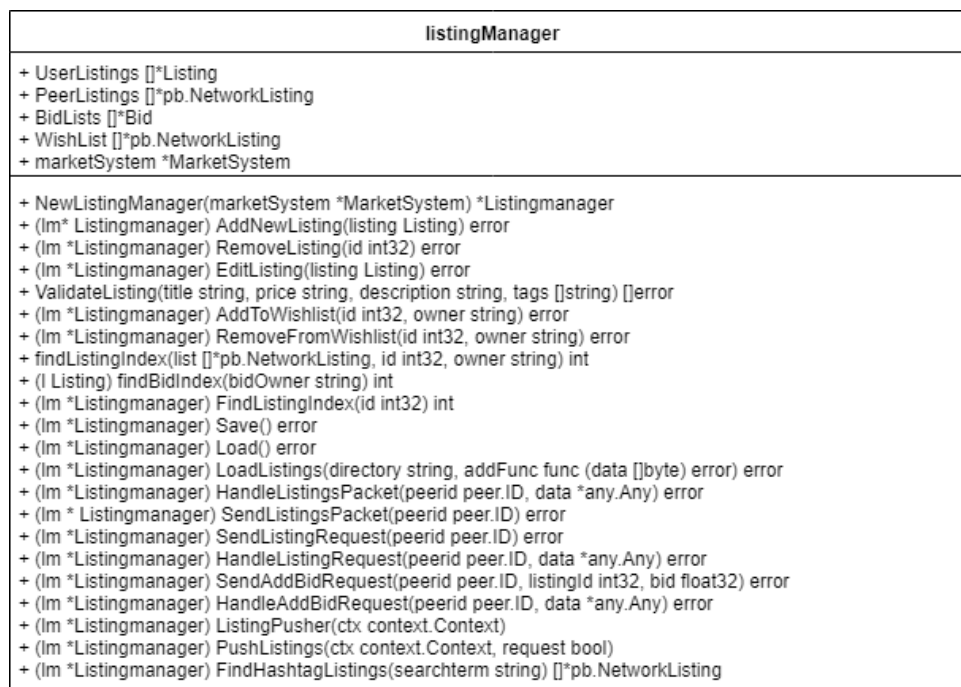 listingManager
+ UserListings []*Listing
+ PeerListings []*pb.NetworkListing
+ BidLists []*Bid
+ WishList []*pb.NetworkListing
+ marketSystem *MarketSystem
+ NewListingManager(marketSystem *MarketSystem) *Listingmanager
+ (lm* Listingmanager) AddNewListing(listing Listing) error
+ (lm *Listingmanager) RemoveListing(id int32) error
+ (lm *Listingmanager) EditListing(listing Listing) error
+ ValidateListing(title string, price string, description string, tags []string) []error
+ (lm *Listingmanager) AddToWishlist(id int32, owner string) error
+ (lm *Listingmanager) RemoveFromWishlist(id int32, owner string) error
+ findListingIndex(list []*pb.NetworkListing, id int32, owner string) int
+ (l Listing) findBidIndex(bidOwner string) int
+ (lm *Listingmanager) FindListingIndex(id int32) int
+ (lm *Listingmanager) Save() error
+ (lm *Listingmanager) Load() error
+ (lm *Listingmanager) LoadListings(directory string, addFunc func (data []byte) error) error
+ (lm *Listingmanager) HandleListingsPacket(peerid peer.ID, data *any.Any) error
+ (lm * Listingmanager) SendListingsPacket(peerid peer.ID) error
+ (lm *Listingmanager) SendListingRequest(peerid peer.ID) error
+ (lm *Listingmanager) HandleListingRequest(peerid peer.ID, data *any.Any) error
+ (lm *Listingmanager) SendAddBidRequest(peerid peer.ID, listingId int32, bid float32) error
+ (lm *Listingmanager) HandleAddBidRequest(peerid peer.ID, data *any.Any) error
+ (lm *Listingmanager) ListingPusher(ctx context.Context)
+ (lm *Listingmanager) PushListings(ctx context.Context, request bool)
+ (lm *Listingmanager) FindHashtagListings(searchterm string) []*pb.NetworkListing